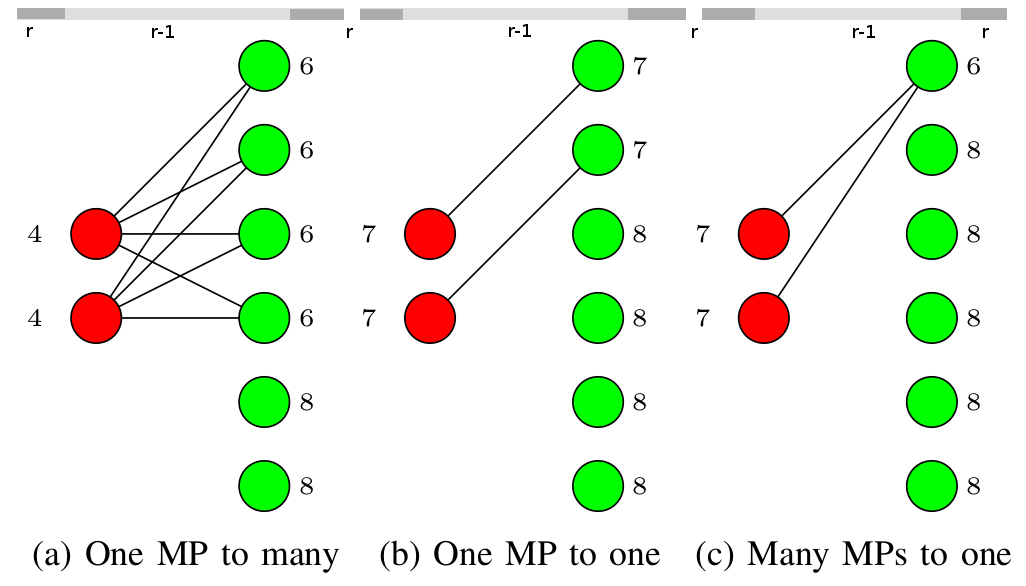 r r-1 r r-1 r r-1 r
6 7 6
6 7 8
4 6 7 8 7 8
4 6 7 8 7 8
8 8 8
8 8 8
(a) One MP to many (b) One MP to one (c) Many MPs to one